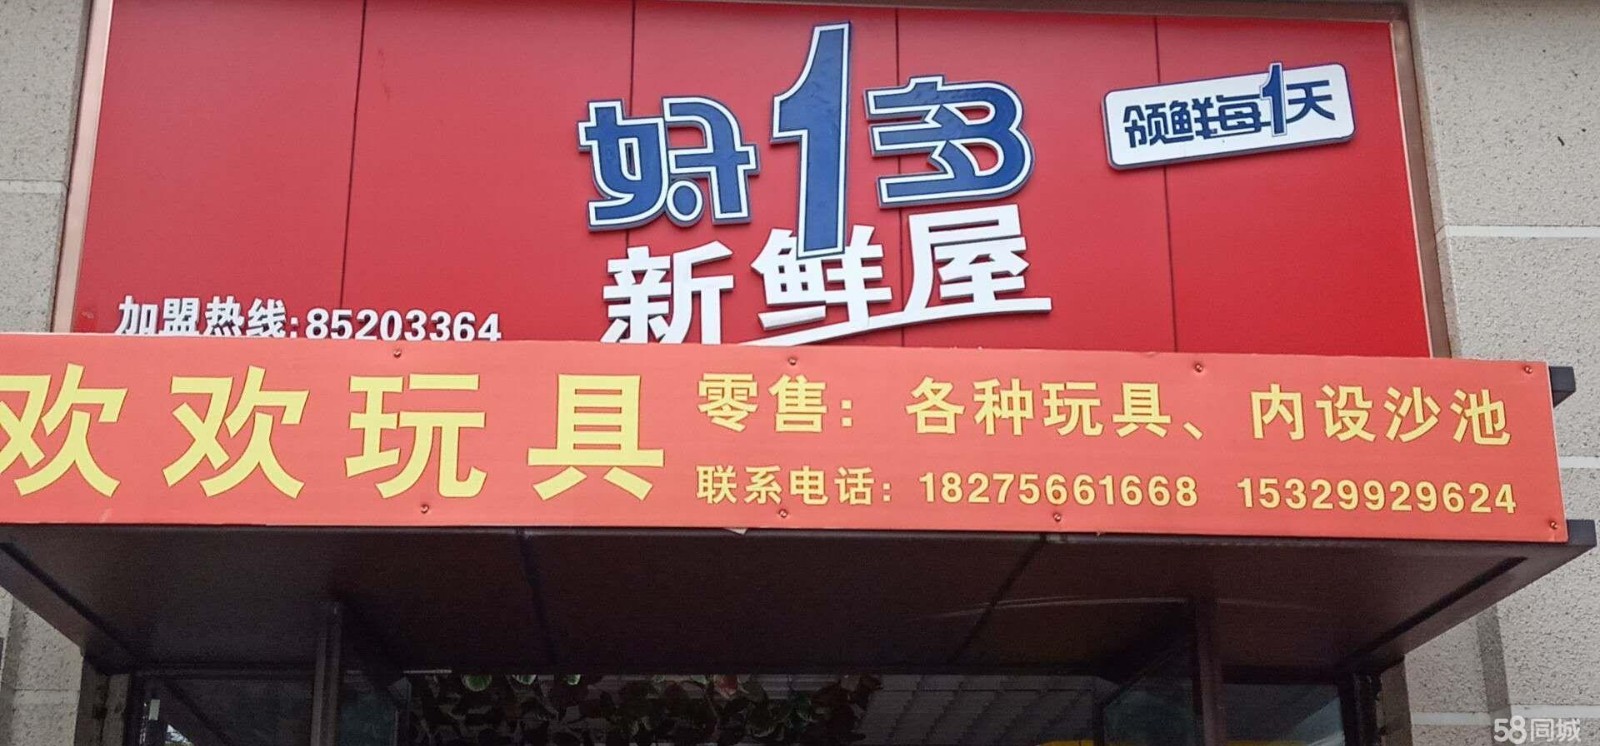 好1多
领鲜每1天
新鲜屋
加盟热线:85203364
欢欢玩具
零售：各种玩具、内设沙池
联系电话：18275661668 15329929624
58同城